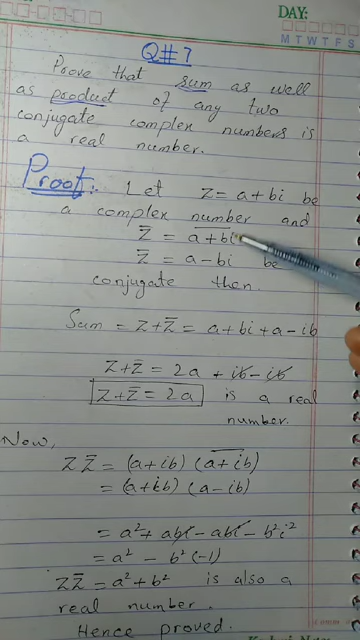 DAY:
M T W T F S
Q#7
Prove that sum as well
as product of any two
conjugate complex numbers is
a real number.
Proof:- Let z = a + bi be
a complex number and
z̅ = \overline{a + bi}
z̅ = a - bi be
conjugate then.
Sum = z + z̅ = a + bi + a - ib
z + z̅ = 2a + ib - ib
z + z̅ = 2a is a real
number.
Now,
z z̅ = (a + ib) (\overline{a + ib})
= (a + ib) (a - ib)
= a² + abi - abi - b²i²
= a² - b²(-1)
z z̅ = a² + b² is also a
real number.
Hence proved.